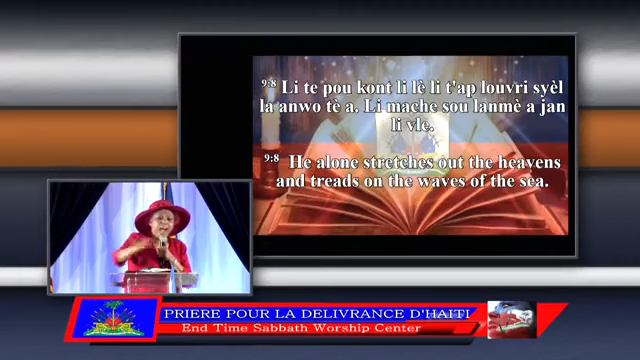 9:8 Li te pou kont li lè li t'ap louvri syèl
la anwo tè a. Li mache sou lanmè a jan
li vle.
9:8 He alone stretches out the heavens
and treads on the waves of the sea.
PRIERE POUR LA DELIVRANCE D'HAITI
End Time Sabbath Worship Center